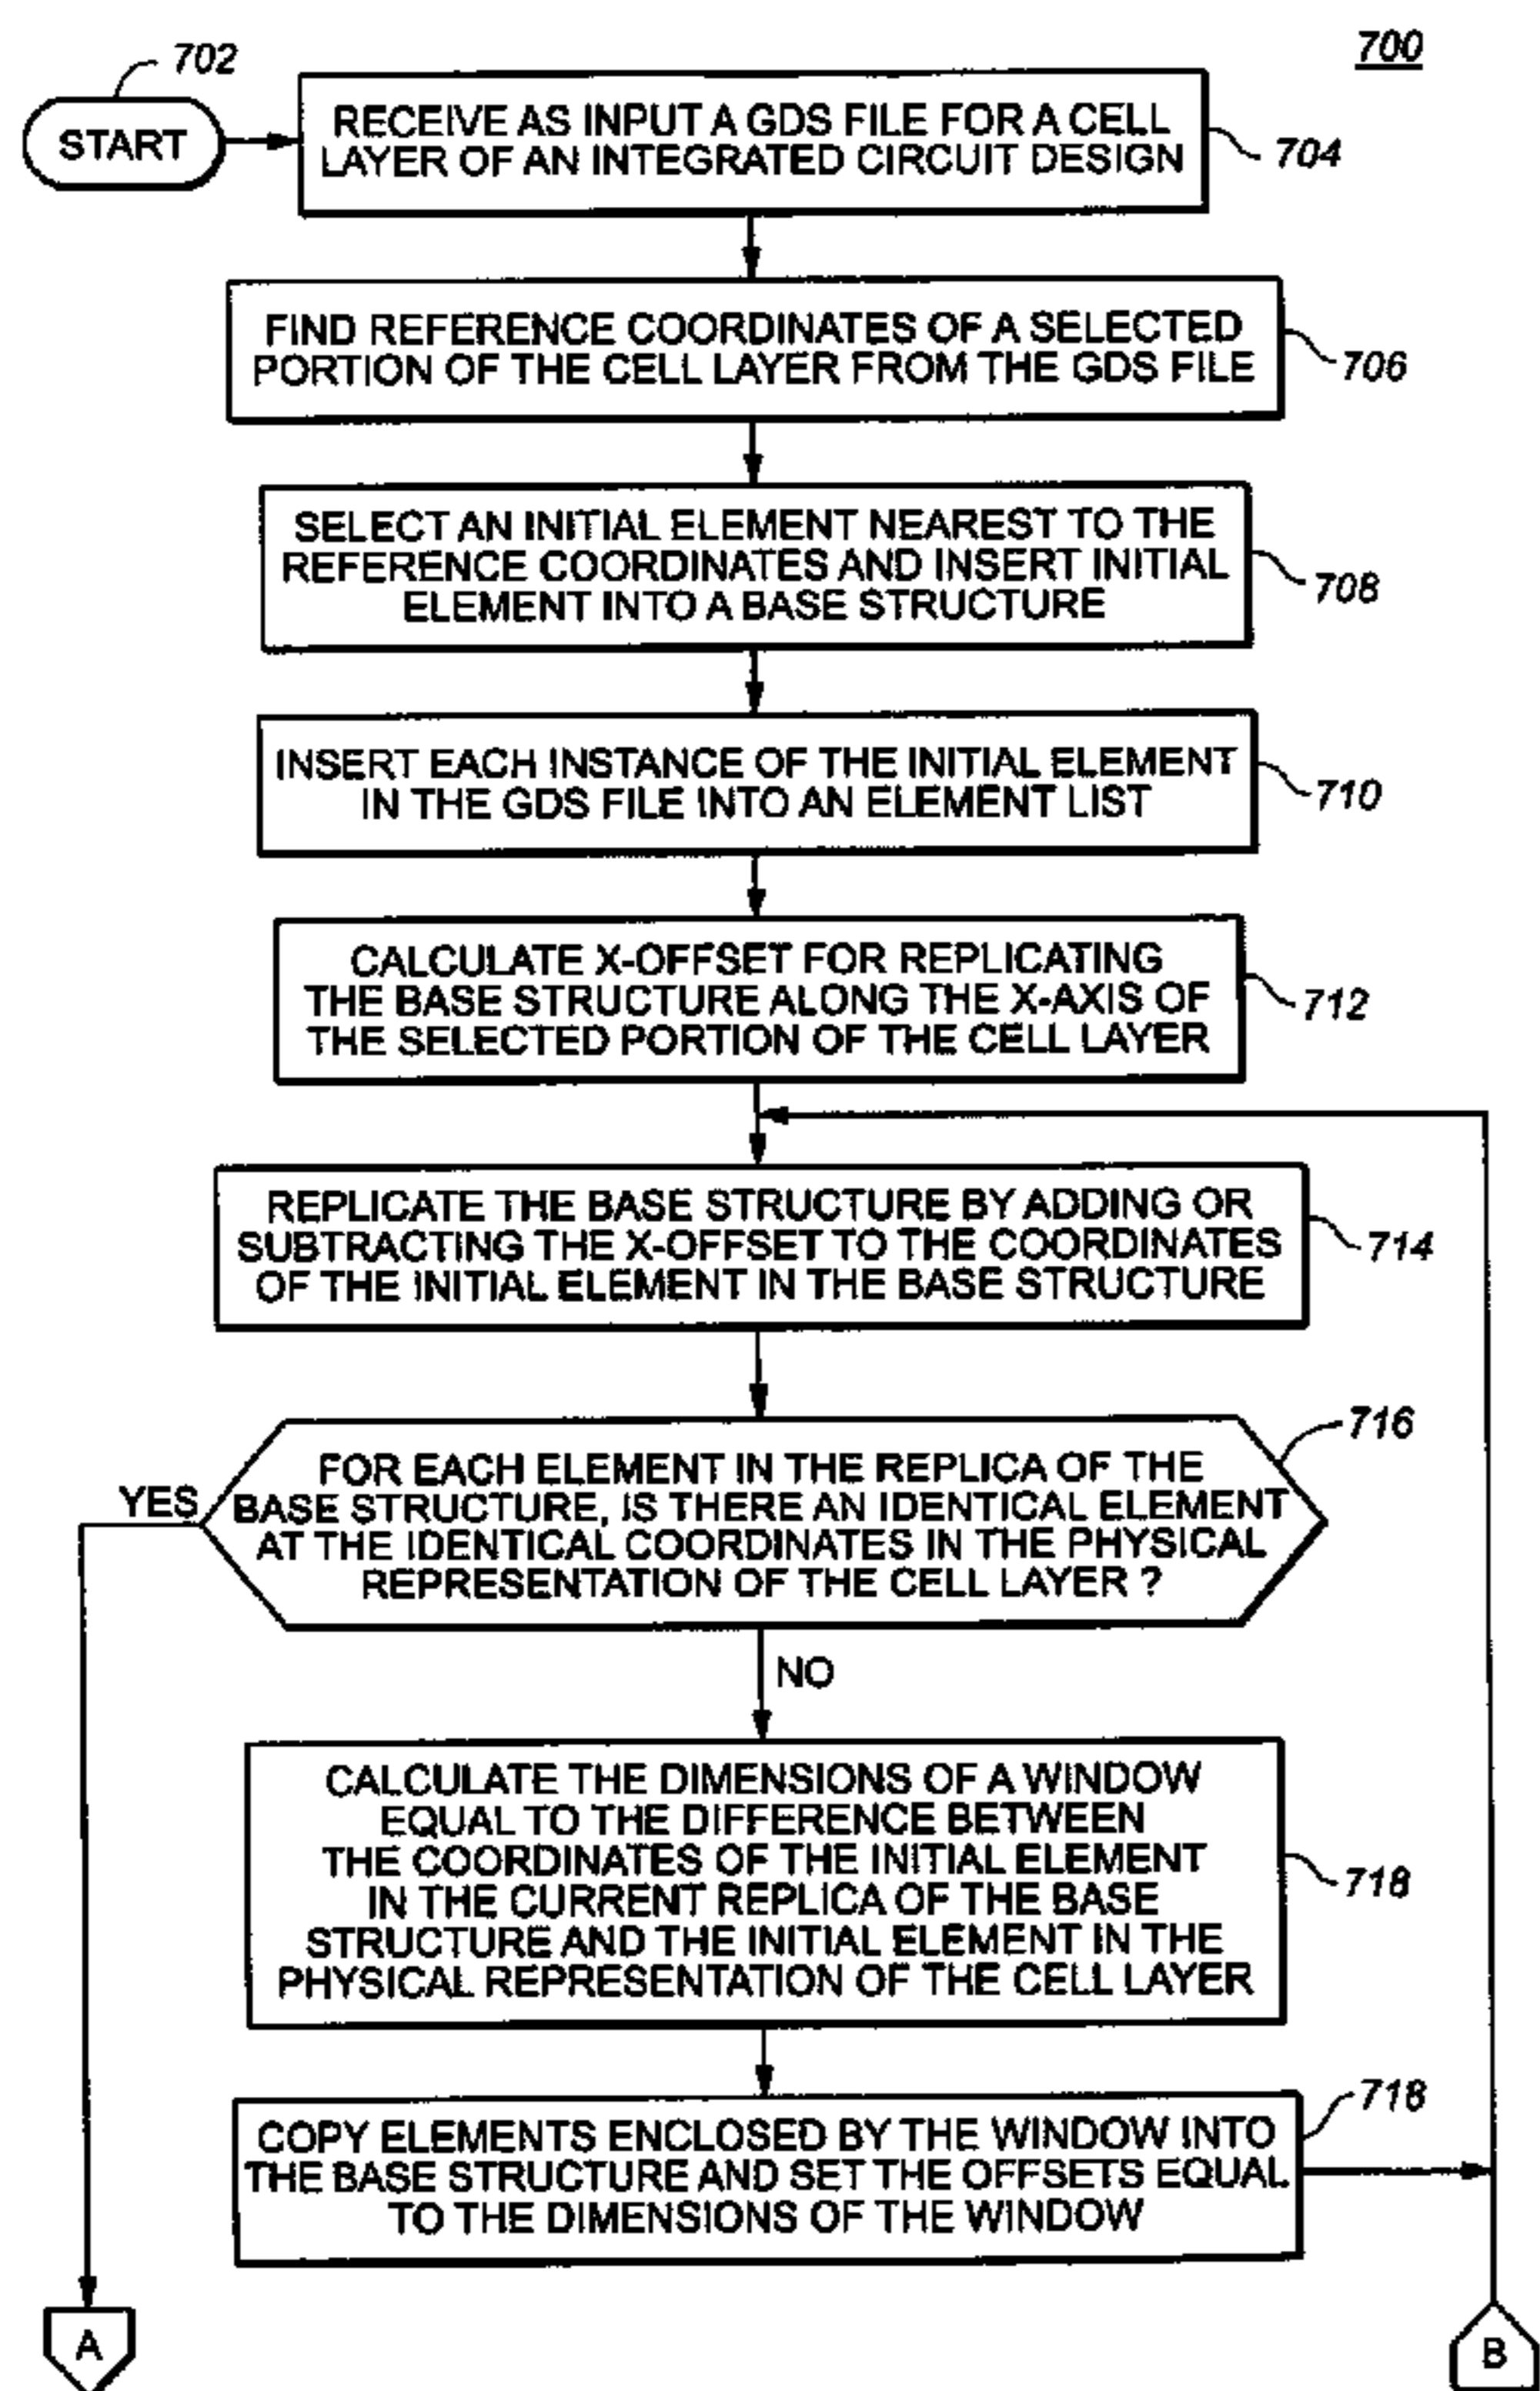 700
702
START
RECEIVE AS INPUT A GDS FILE FOR A CELL
LAYER OF AN INTEGRATED CIRCUIT DESIGN
704
FIND REFERENCE COORDINATES OF A SELECTED
PORTION OF THE CELL LAYER FROM THE GDS FILE
706
SELECT AN INITIAL ELEMENT NEAREST TO THE
REFERENCE COORDINATES AND INSERT INITIAL
ELEMENT INTO A BASE STRUCTURE
708
INSERT EACH INSTANCE OF THE INITIAL ELEMENT
IN THE GDS FILE INTO AN ELEMENT LIST
710
CALCULATE X-OFFSET FOR REPLICATING
THE BASE STRUCTURE ALONG THE X-AXIS OF
THE SELECTED PORTION OF THE CELL LAYER
712
REPLICATE THE BASE STRUCTURE BY ADDING OR
SUBTRACTING THE X-OFFSET TO THE COORDINATES
OF THE INITIAL ELEMENT IN THE BASE STRUCTURE
714
716
YES
FOR EACH ELEMENT IN THE REPLICA OF THE
BASE STRUCTURE, IS THERE AN IDENTICAL ELEMENT
AT THE IDENTICAL COORDINATES IN THE PHYSICAL
REPRESENTATION OF THE CELL LAYER ?
NO
CALCULATE THE DIMENSIONS OF A WINDOW
EQUAL TO THE DIFFERENCE BETWEEN
THE COORDINATES OF THE INITIAL ELEMENT
IN THE CURRENT REPLICA OF THE BASE
STRUCTURE AND THE INITIAL ELEMENT IN THE
PHYSICAL REPRESENTATION OF THE CELL LAYER
718
718
COPY ELEMENTS ENCLOSED BY THE WINDOW INTO
THE BASE STRUCTURE AND SET THE OFFSETS EQUAL
TO THE DIMENSIONS OF THE WINDOW
A
B